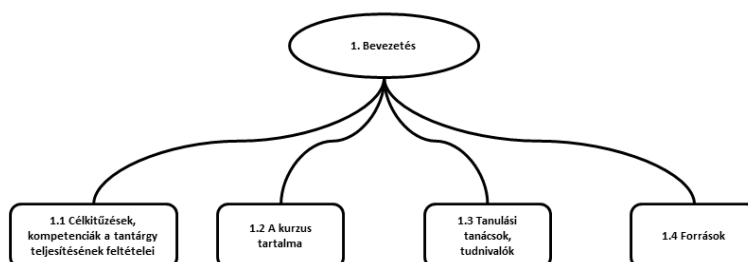 1. Bevezetés
1.1 Célkitűzések,
kompetenciák a tantárgy
teljesítésének feltételei
1.2 A kurzus
tartalma
1.3 Tanulási
tanácsok,
tudnivalók
1.4 Források